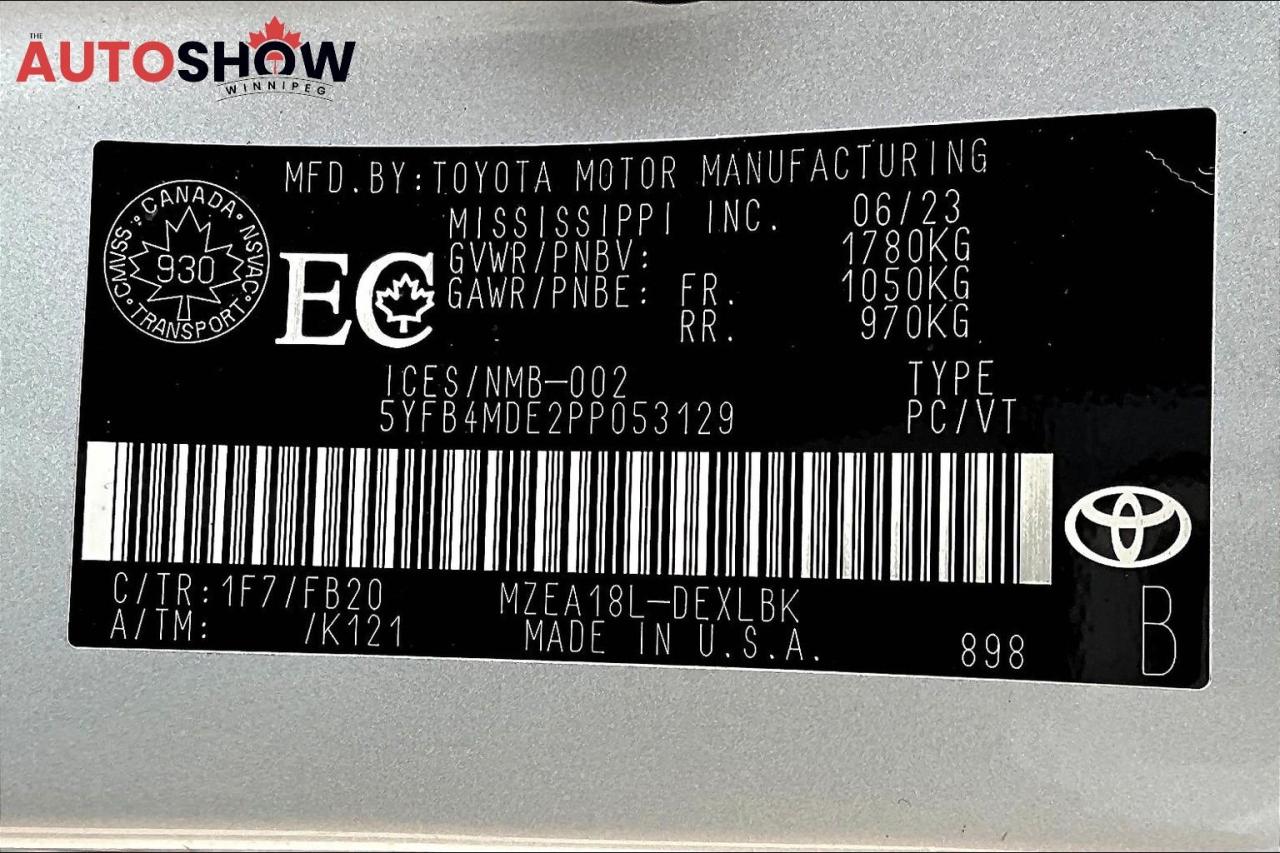 THE
AUTOSHOW
WINNIPEG
MFD.BY:TOYOTA MOTOR MANUFACTURING
MISSISSIPPI INC. 06/23
GVWR/PNBV: 1780KG
GAWR/PNBE: FR. 1050KG
RR. 970KG
CANADA NSVAC TRANSPORT CMVSS
930
EC
ICES/NMB-002 TYPE
5YFB4MDE2PP053129 PC/VT
C/TR:1F7/FB20 MZEA18L-DEXLBK
A/TM: /K121 MADE IN U.S.A. 898
B